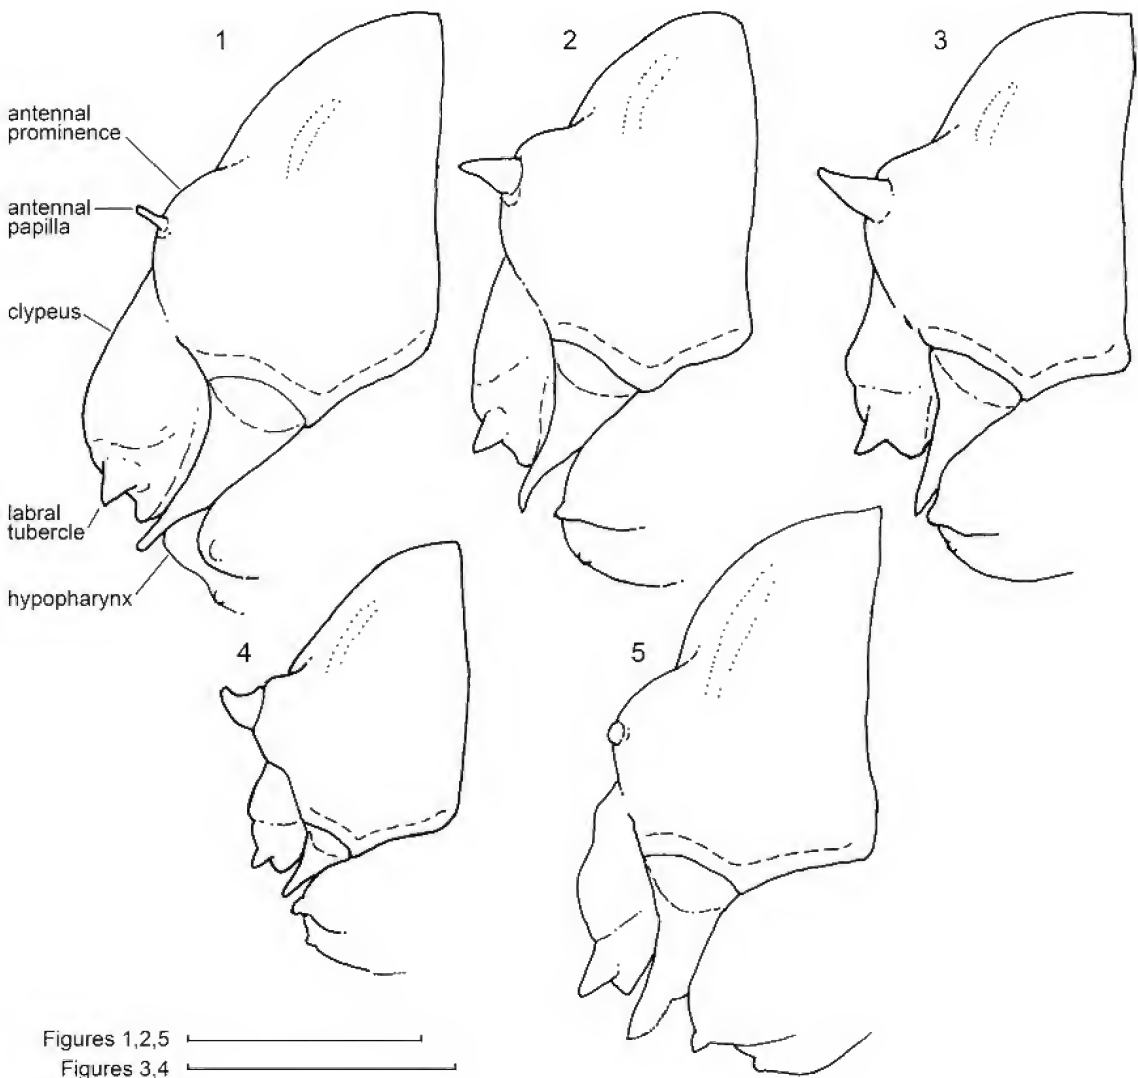 1
2
3
antennal
prominence
antennal
papilla
clypeus
labral
tubercle
hypopharynx
4
5
Figures 1,2,5
Figures 3,4